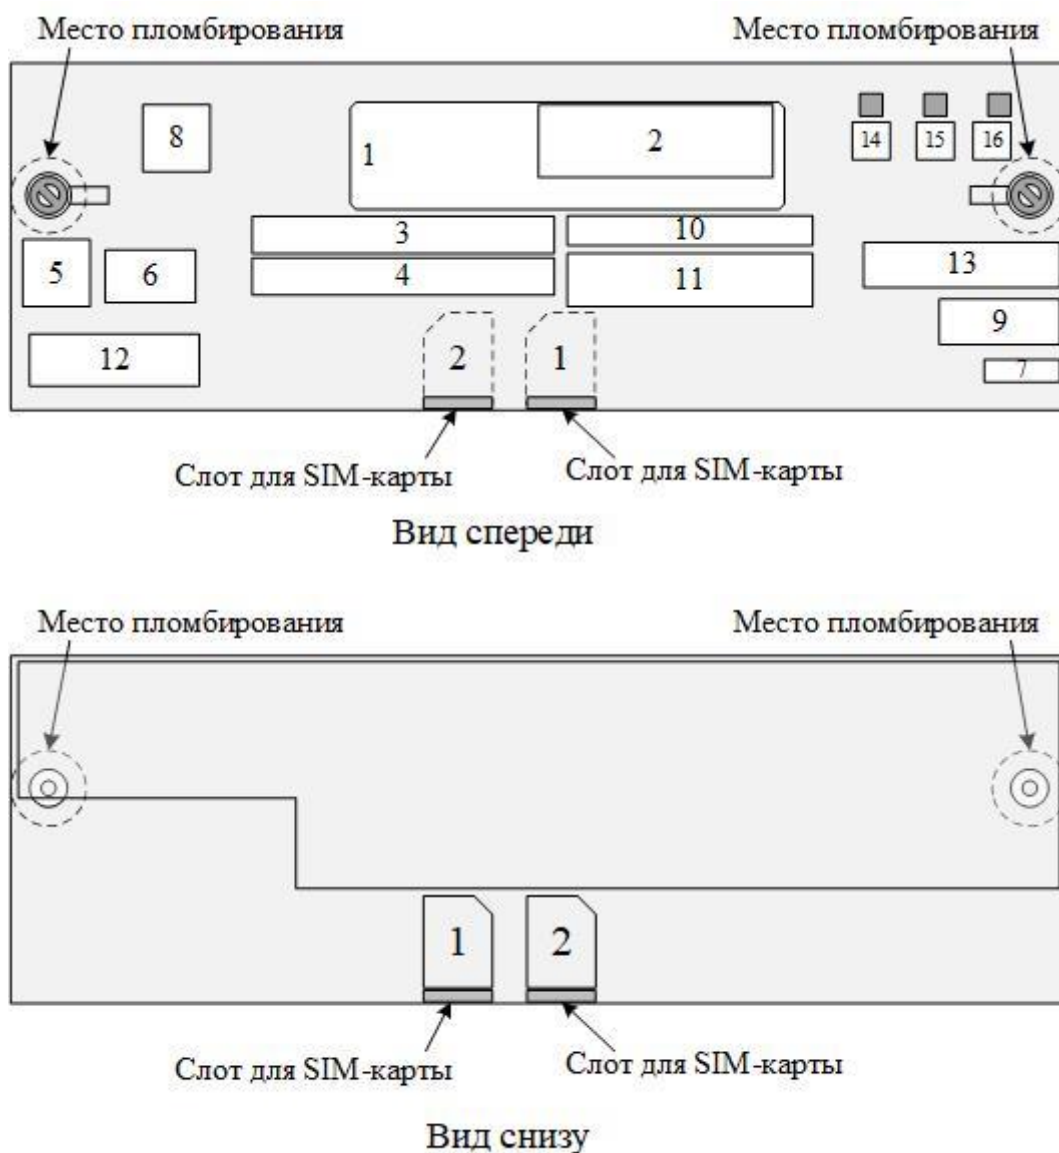 Место пломбирования Место пломбирования
8 1 2 14 15 16
3 10
5 6 4 11 13
9
12 2 1 7
Слот для SIM-карты Слот для SIM-карты
Вид спереди
Место пломбирования Место пломбирования
1 2
Слот для SIM-карты Слот для SIM-карты
Вид снизу